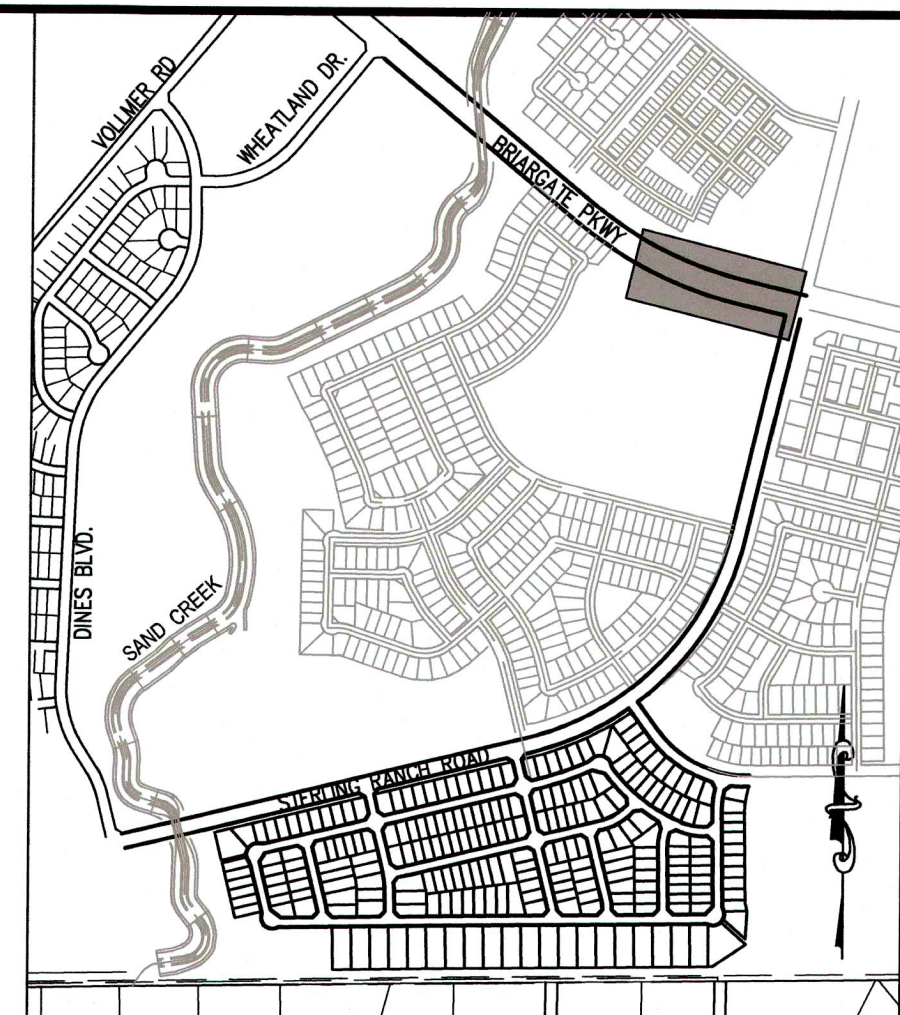 VOLLMER RD
WHEATLAND DR.
BRIARGATE PKWY
DINES BLVD.
SAND CREEK
STERLING RANCH ROAD